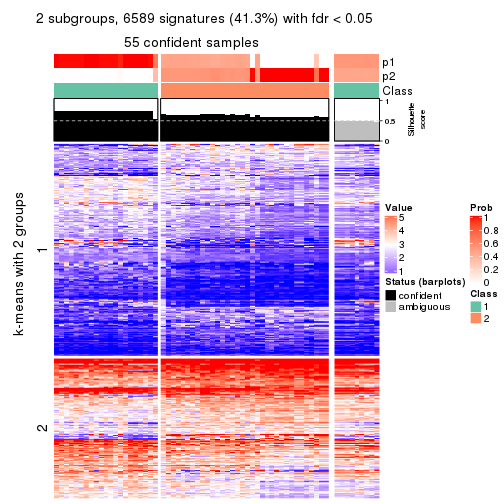 2 subgroups, 6589 signatures (41.3%) with fdr < 0.05
55 confident samples
p1
p2
Class
1
0.5
0
Silhouette
score
k-means with 2 groups
1
2
Value
5
4
3
2
1
Status (barplots)
confident
ambiguous
Prob
1
0.8
0.6
0.4
0.2
0
Class
1
2